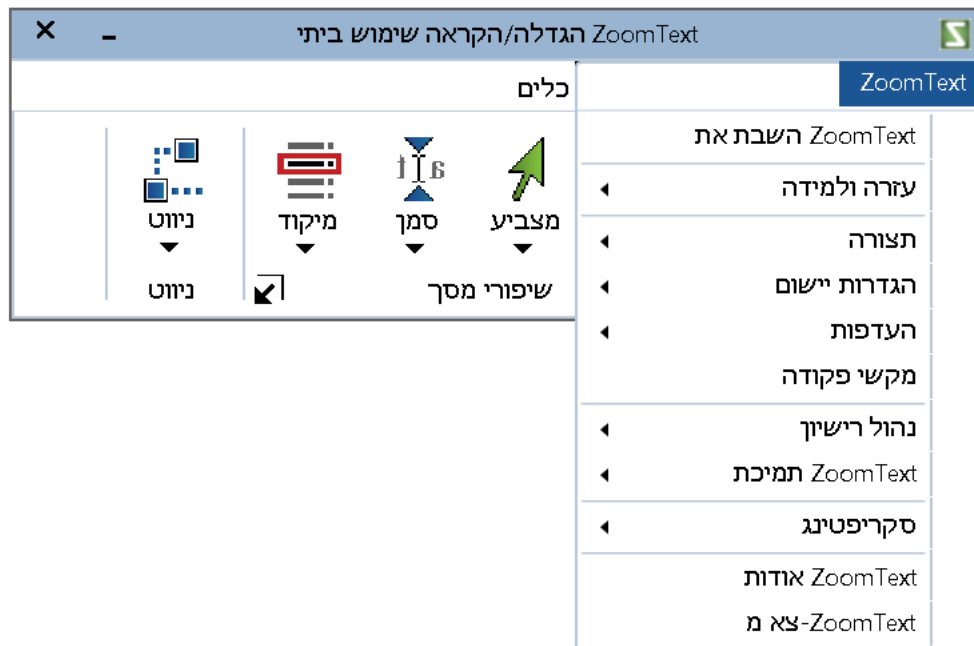 ZoomText הגדלה/הקראה שימוש ביתי
ZoomText
כלים
ZoomText השבת את
עזרה ולמידה
תצורה
הגדרות יישום
העדפות
מקשי פקודה
נהול רישיון
ZoomText תמיכת
סקריפטינג
ZoomText אודות
ZoomText-צא מ
מצביע
סמן
מיקוד
ניווט
שיפורי מסך
ניווט